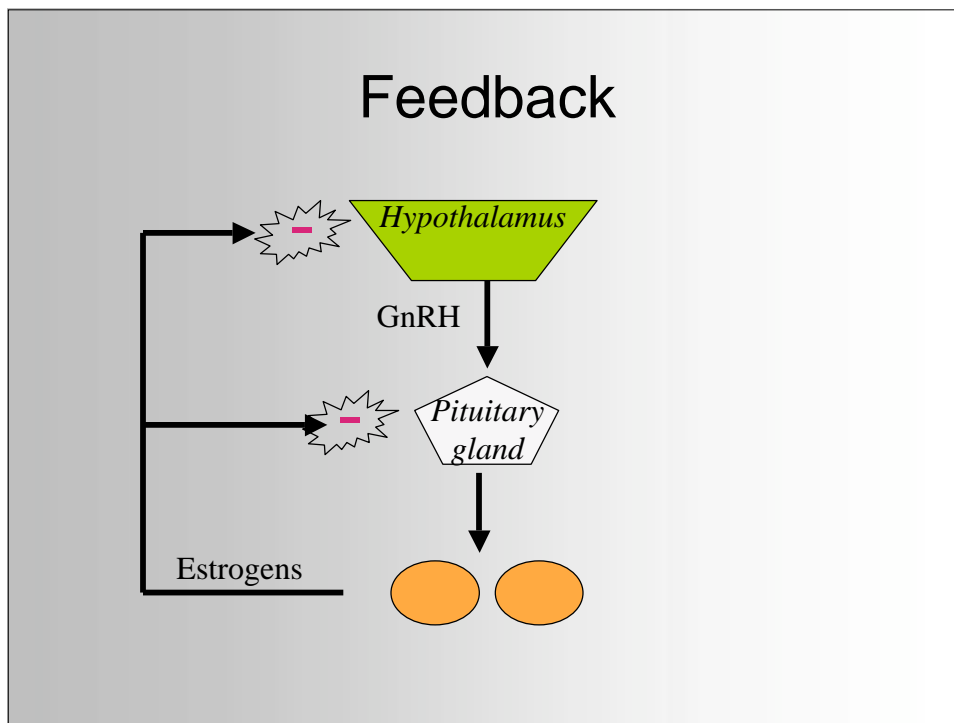 Feedback
Hypothalamus
GnRH
Pituitary
gland
Estrogens